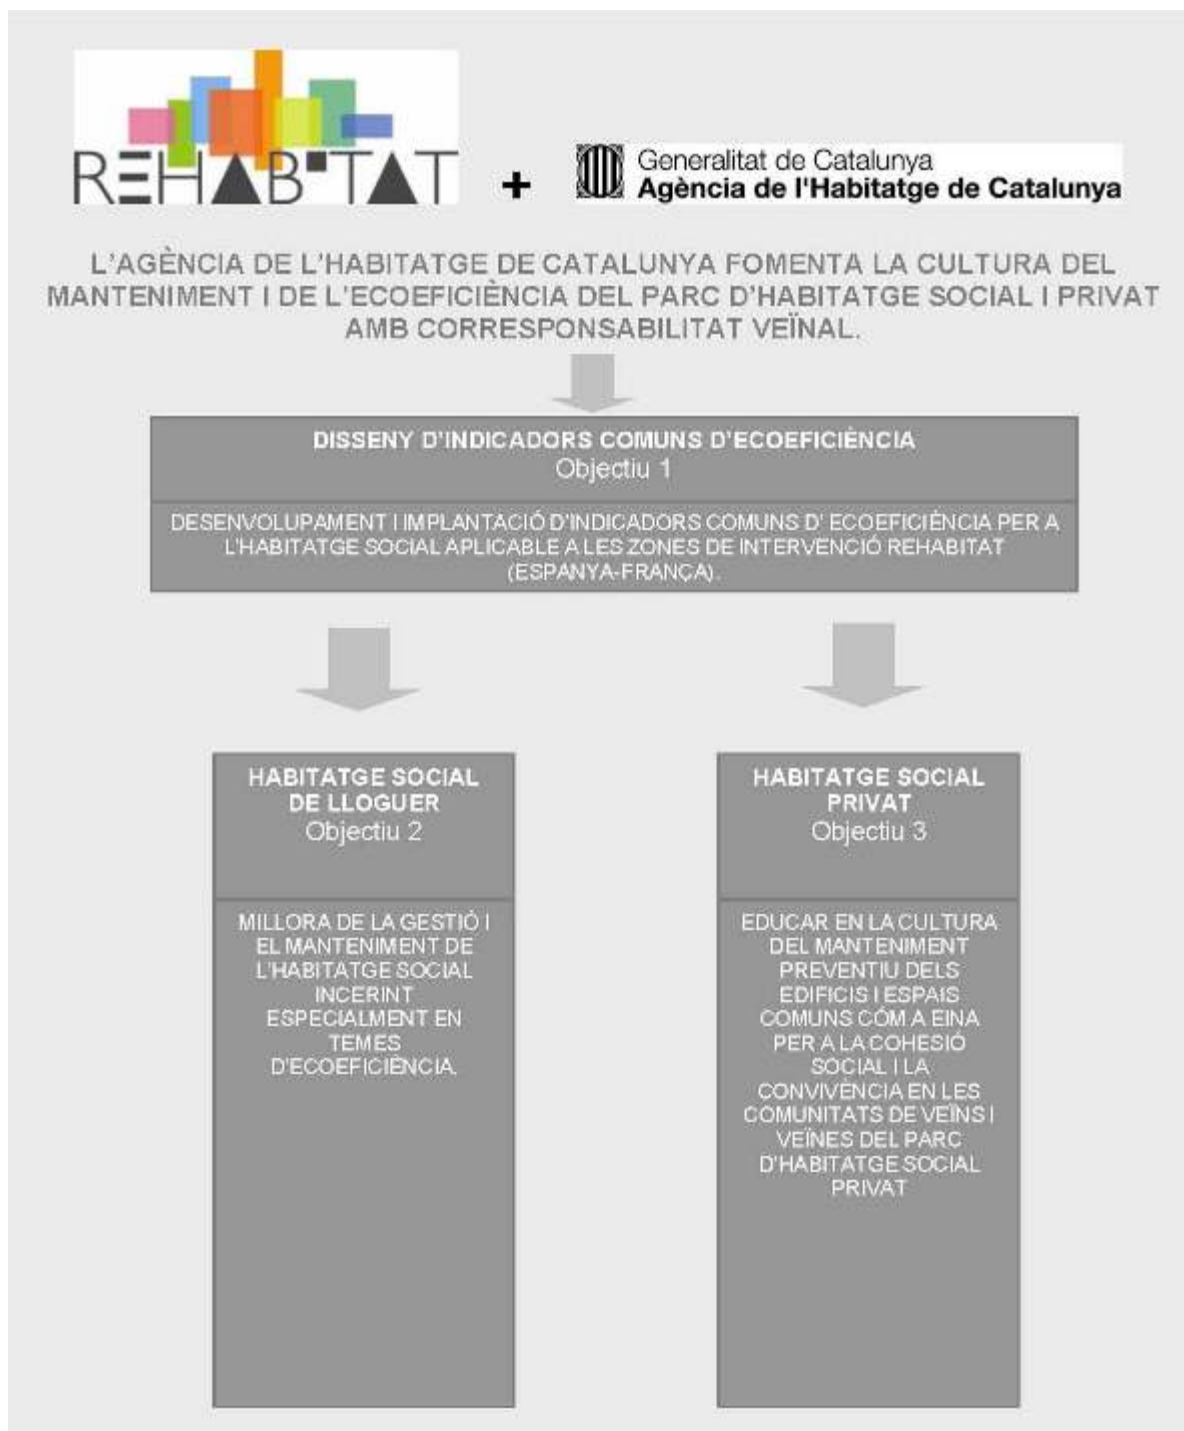 REHAB·TAT
+
Generalitat de Catalunya
Agència de l'Habitatge de Catalunya
L'AGÈNCIA DE L'HABITATGE DE CATALUNYA FOMENTA LA CULTURA DEL
MANTENIMENT I DE L'ECOEFICIÈNCIA DEL PARC D'HABITATGE SOCIAL I PRIVAT
AMB CORRESPONSABILITAT VEÏNAL.
DISSENY D'INDICADORS COMUNS D'ECOEFICIÈNCIA
Objectiu 1
DESENVOLUPAMENT I IMPLANTACIÓ D'INDICADORS COMUNS D' ECOEFICIÈNCIA PER A
L'HABITATGE SOCIAL APLICABLE A LES ZONES DE INTERVENCIÓ REHABITAT
(ESPANYA-FRANÇA).
HABITATGE SOCIAL
DE LLOGUER
Objectiu 2
MILLORA DE LA GESTIÓ I
EL MANTENIMENT DE
L'HABITATGE SOCIAL
INCERINT
ESPECIALMENT EN
TEMES
D'ECOEFICIÈNCIA.
HABITATGE SOCIAL
PRIVAT
Objectiu 3
EDUCAR EN LA CULTURA
DEL MANTENIMENT
PREVENTIU DELS
EDIFICIS I ESPAIS
COMUNS CÓM A EINA
PER A LA COHESIÓ
SOCIAL I LA
CONVIVÈNCIA EN LES
COMUNITATS DE VEÏNS I
VEÏNES DEL PARC
D'HABITATGE SOCIAL
PRIVAT